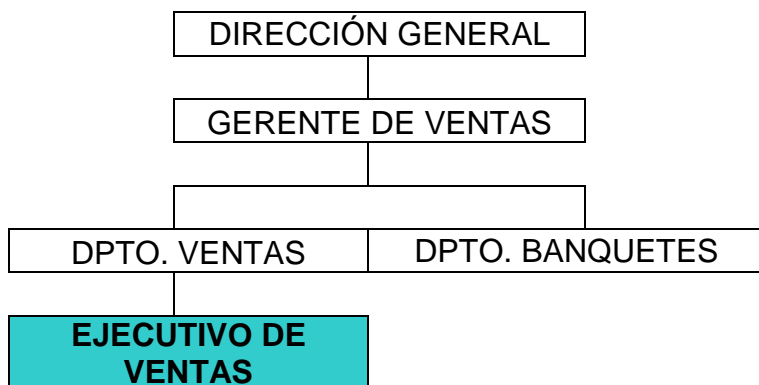 DIRECCIÓN GENERAL
GERENTE DE VENTAS
DPTO. VENTAS
DPTO. BANQUETES
EJECUTIVO DE
VENTAS